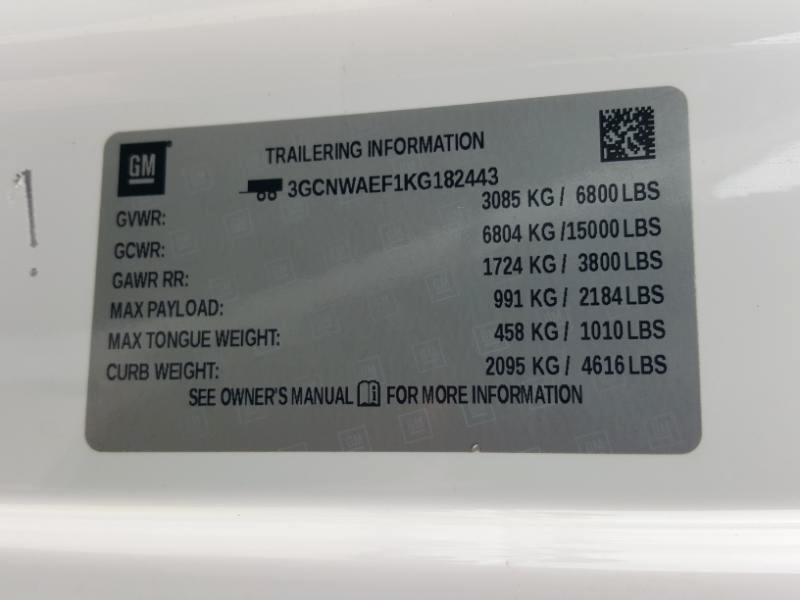 GM
TRAILERING INFORMATION
3GCNWAEF1KG182443
GVWR: 3085 KG / 6800 LBS
GCWR: 6804 KG /15000 LBS
GAWR RR: 1724 KG / 3800 LBS
MAX PAYLOAD: 991 KG / 2184 LBS
MAX TONGUE WEIGHT: 458 KG / 1010 LBS
CURB WEIGHT: 2095 KG / 4616 LBS
SEE OWNER'S MANUAL FOR MORE INFORMATION